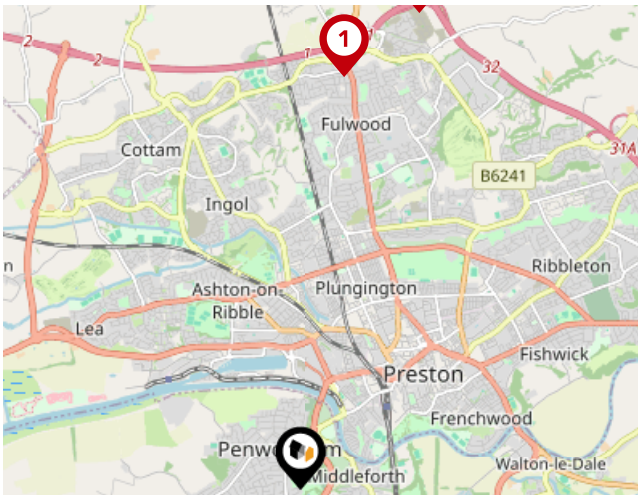 2
2
1
1
1
32
Fulwood
31A
Cottam
B6241
Ingol
Ribbleton
n
Ashton-on-
Ribble
Plungington
Lea
Fishwick
Preston
Frenchwood
Walton-le-Dale
Middleforth